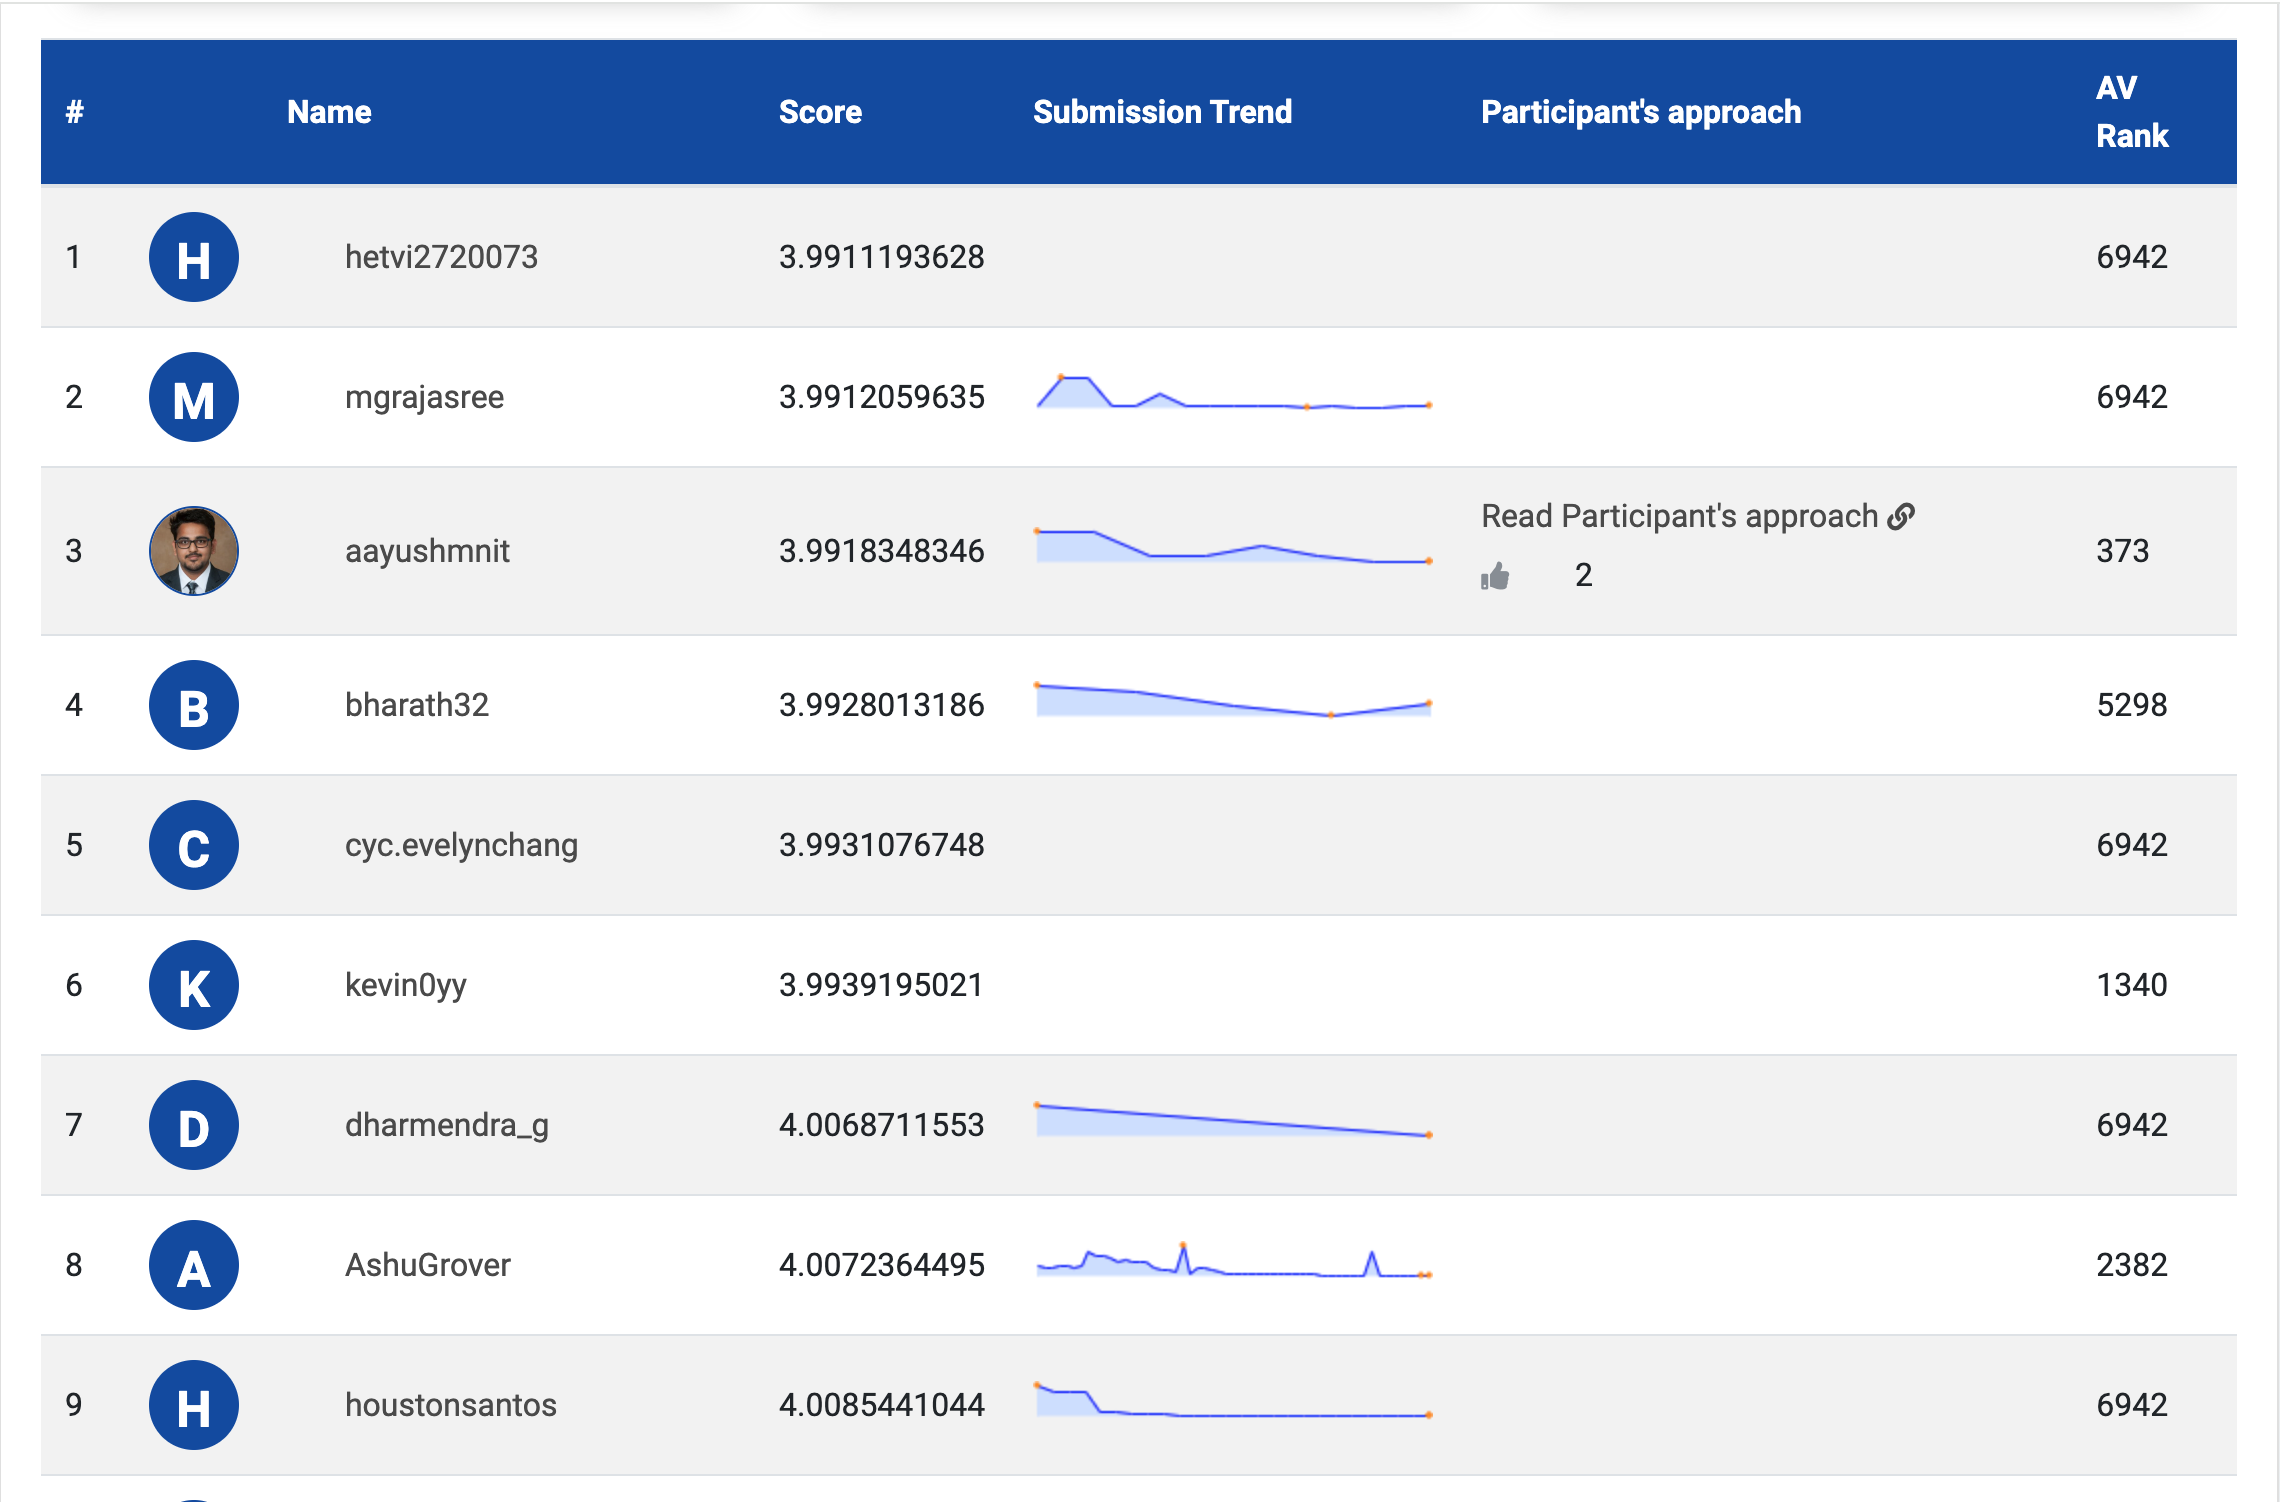 # Name Score Submission Trend Participant's approach AV Rank
1 H hetvi2720073 3.9911193628 6942
2 M mgrajasree 3.9912059635 6942
3 aayushmnit 3.9918348346 Read Participant's approach 2 373
4 B bharath32 3.9928013186 5298
5 C cyc.evelynchang 3.9931076748 6942
6 K kevin0yy 3.9939195021 1340
7 D dharmendra_g 4.0068711553 6942
8 A AshuGrover 4.0072364495 2382
9 H houstonsantos 4.0085441044 6942